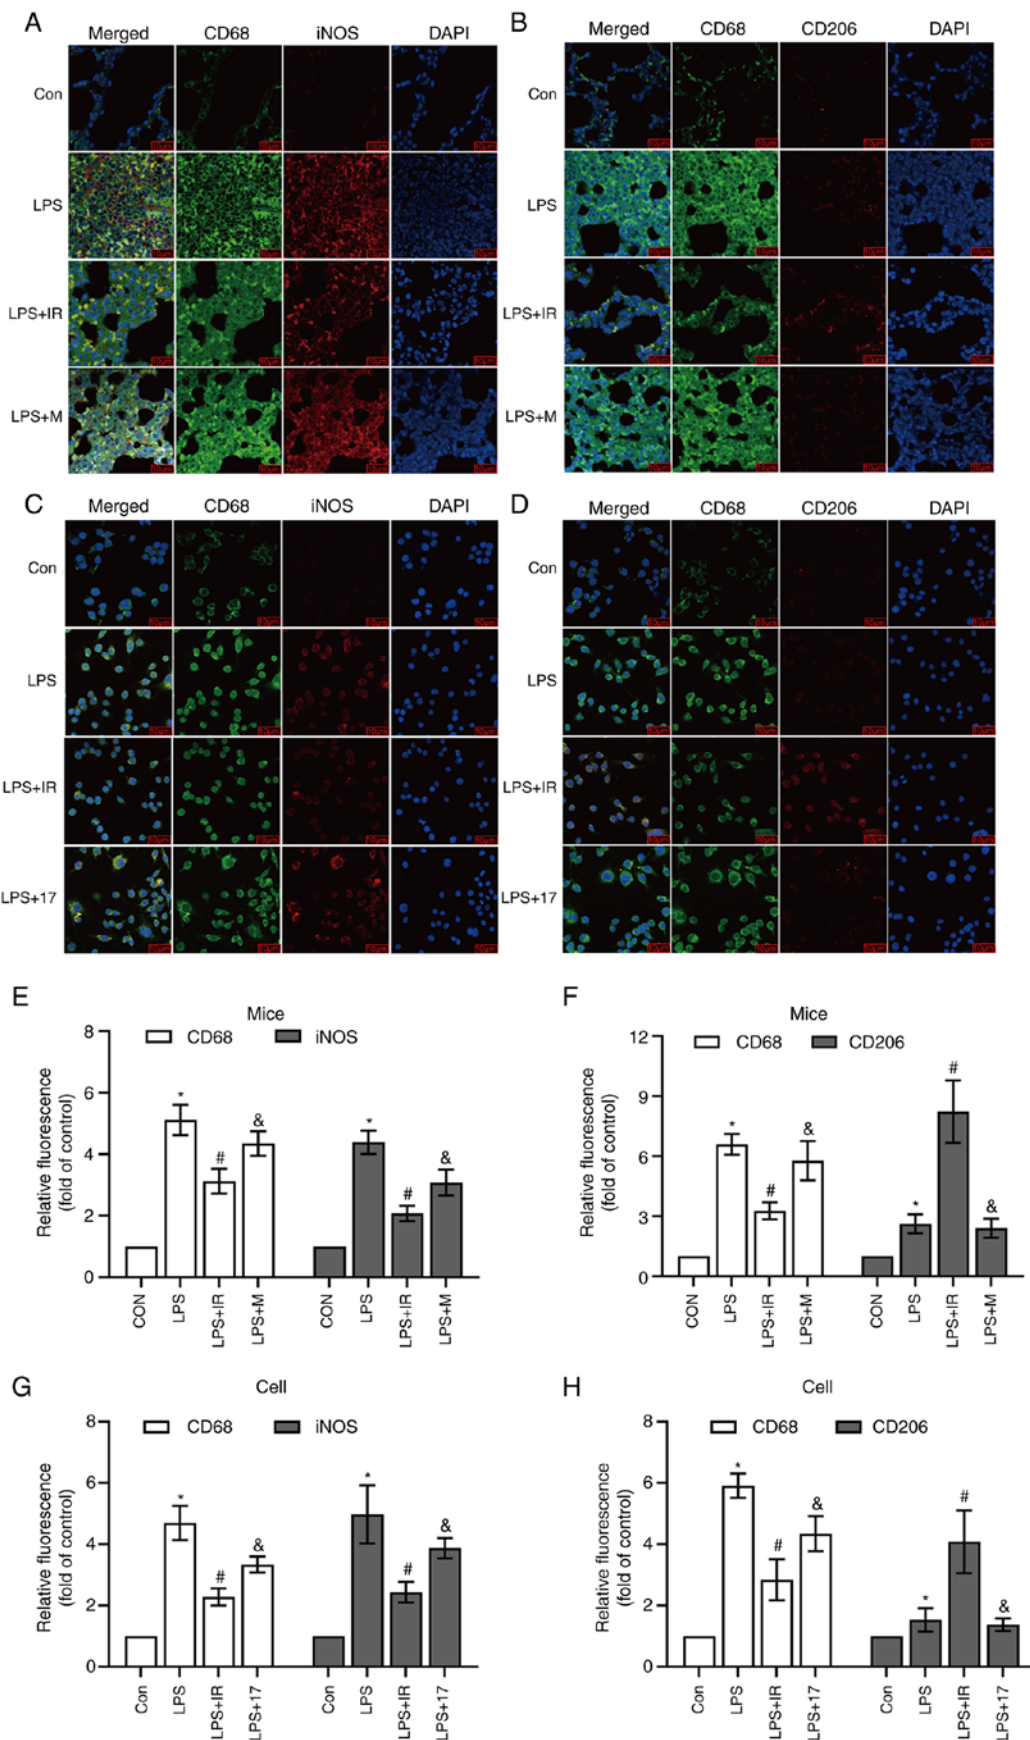 A
Merged CD68 iNOS DAPI
Con
LPS
LPS+IR
LPS+M
B
Merged CD68 CD206 DAPI
Con
LPS
LPS+IR
LPS+M
C
Merged CD68 iNOS DAPI
Con
LPS
LPS+IR
LPS+17
D
Merged CD68 CD206 DAPI
Con
LPS
LPS+IR
LPS+17
E
Mice
CD68 iNOS
Relative fluorescence
(fold of control)
8
6
4
2
0
* # & * # &
CON LPS LPS+IR LPS+M CON LPS LPS+IR LPS+M
F
Mice
CD68 CD206
Relative fluorescence
(fold of control)
12
9
6
3
0
* # & * # &
CON LPS LPS+IR LPS+M CON LPS LPS+IR LPS+M
G
Cell
CD68 iNOS
Relative fluorescence
(fold of control)
8
6
4
2
0
* # & * # &
Con LPS LPS+IR LPS+17 Con LPS LPS+IR LPS+17
H
Cell
CD68 CD206
Relative fluorescence
(fold of control)
8
6
4
2
0
* # & * # &
Con LPS LPS+IR LPS+17 Con LPS LPS+IR LPS+17